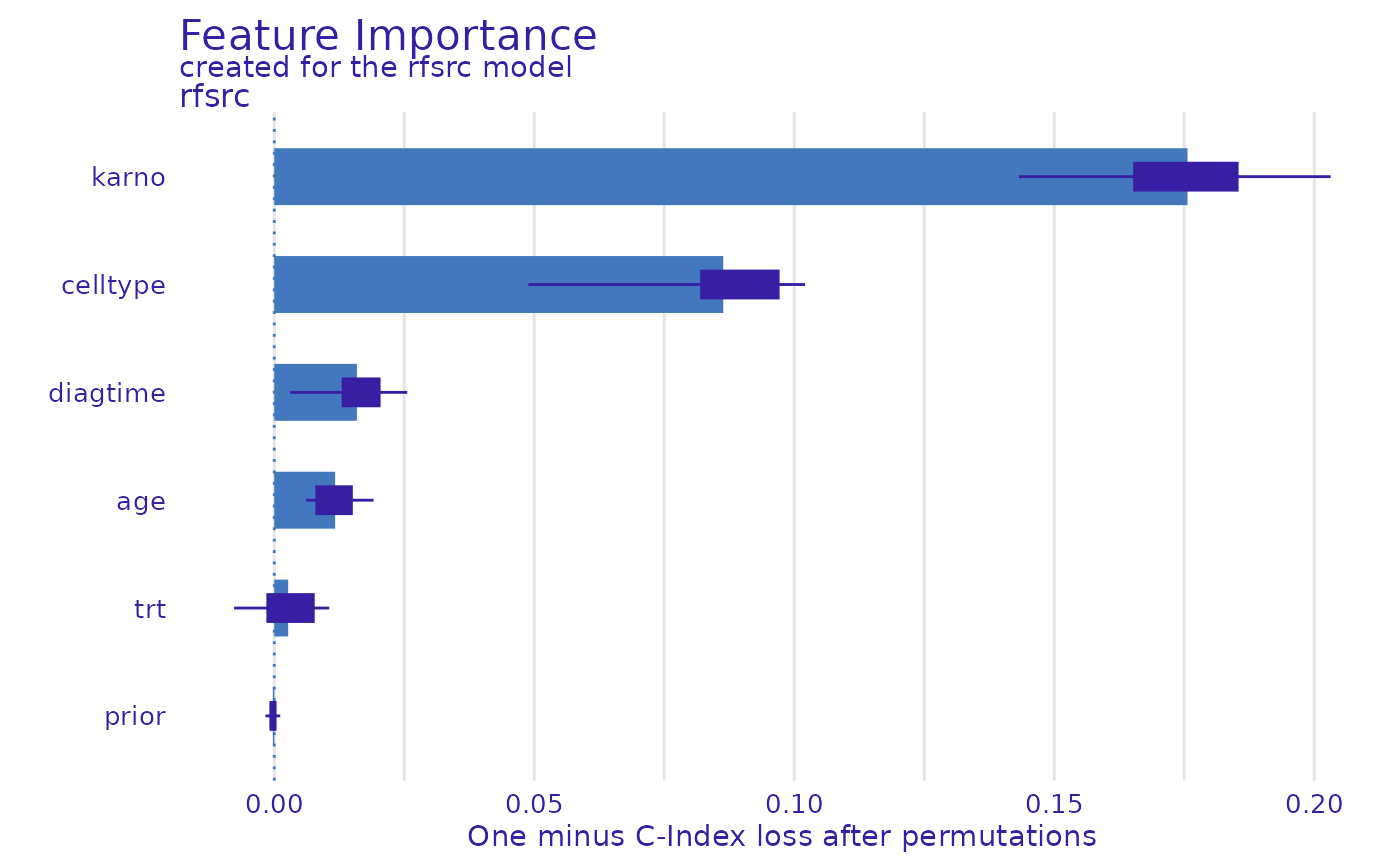 Feature Importance
created for the rfsrc model
rfsrc
karno
celltype
diagtime
age
trt
prior
0.00 0.05 0.10 0.15 0.20
One minus C-Index loss after permutations